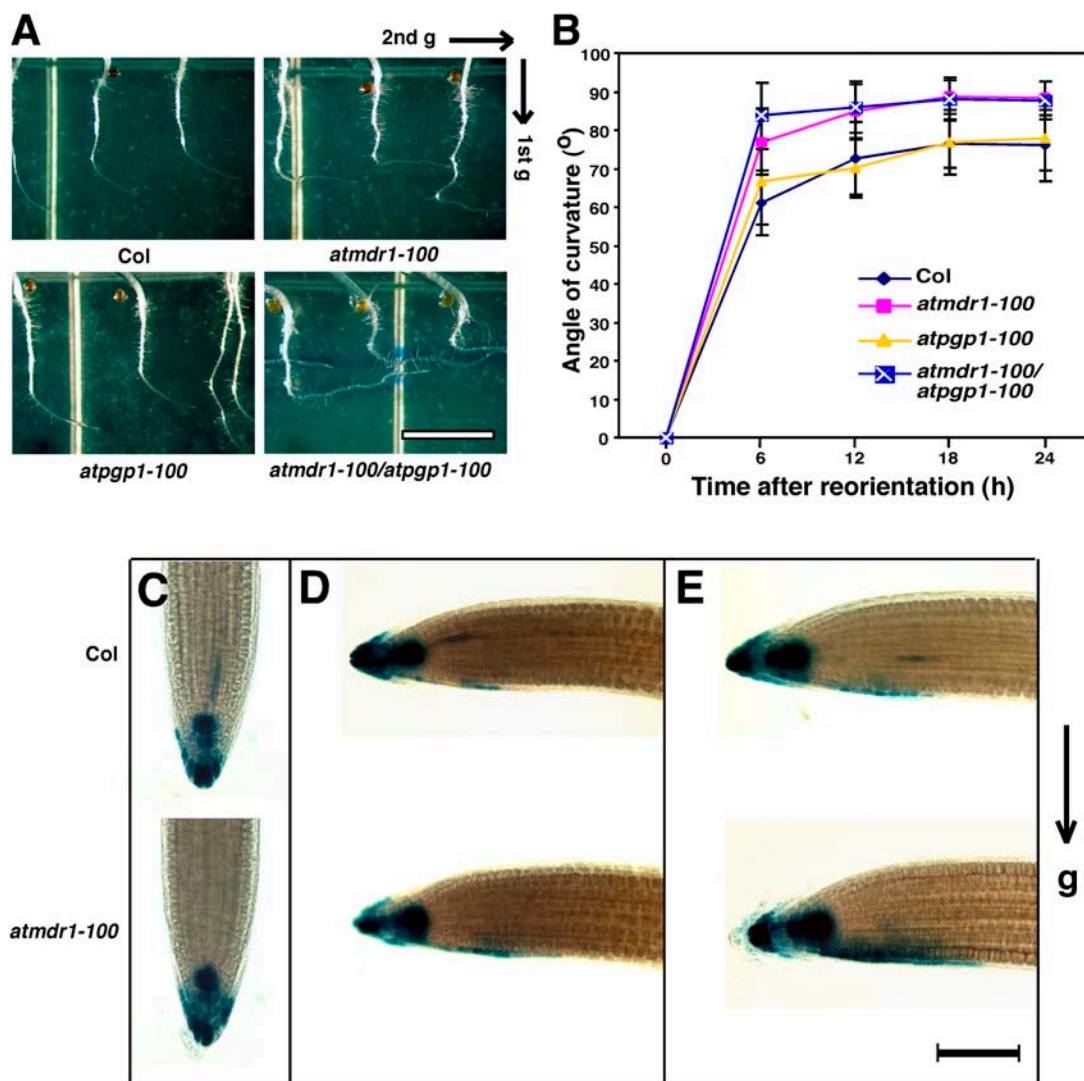 A
2nd g
1st g
Col
atmdr1-100
atpgp1-100
atmdr1-100/atpgp1-100
B
Angle of curvature (o)
100
90
80
70
60
50
40
30
20
10
0
0 6 12 18 24
Time after reorientation (h)
Col
atmdr1-100
atpgp1-100
atmdr1-100/
atpgp1-100
C
D
E
Col
atmdr1-100
g